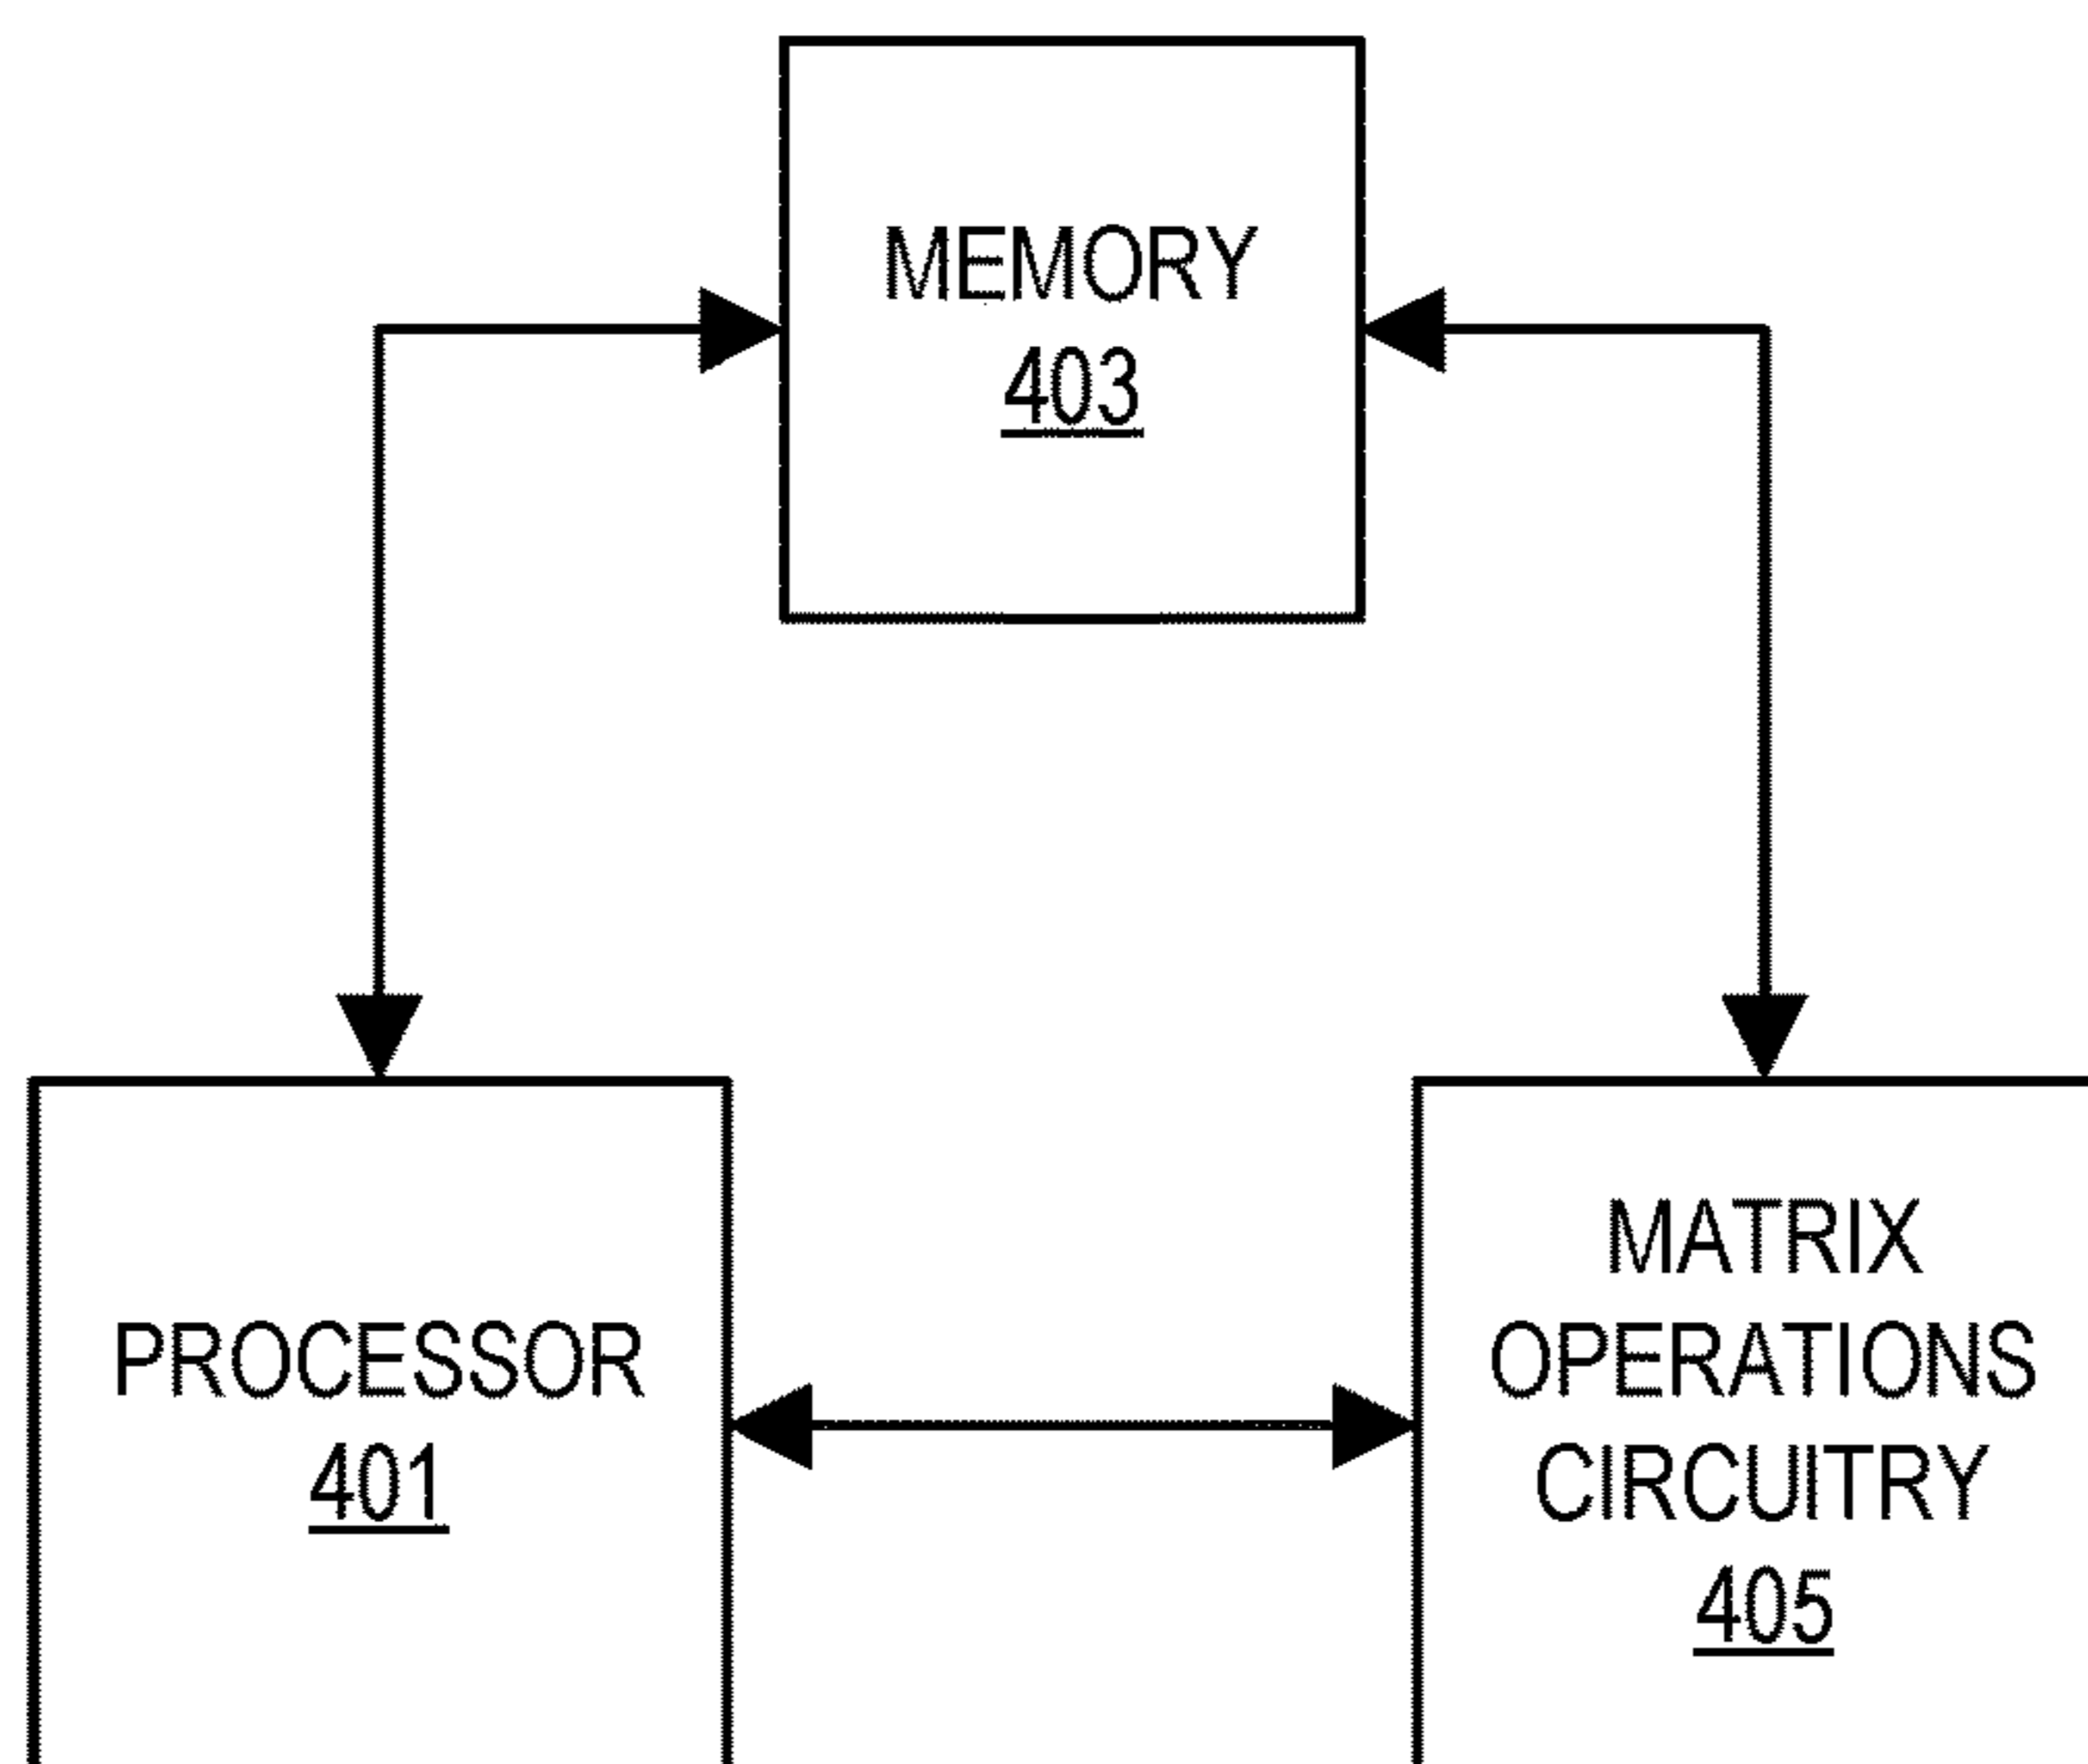 MEMORY
403
PROCESSOR
401
MATRIX
OPERATIONS
CIRCUITRY
405